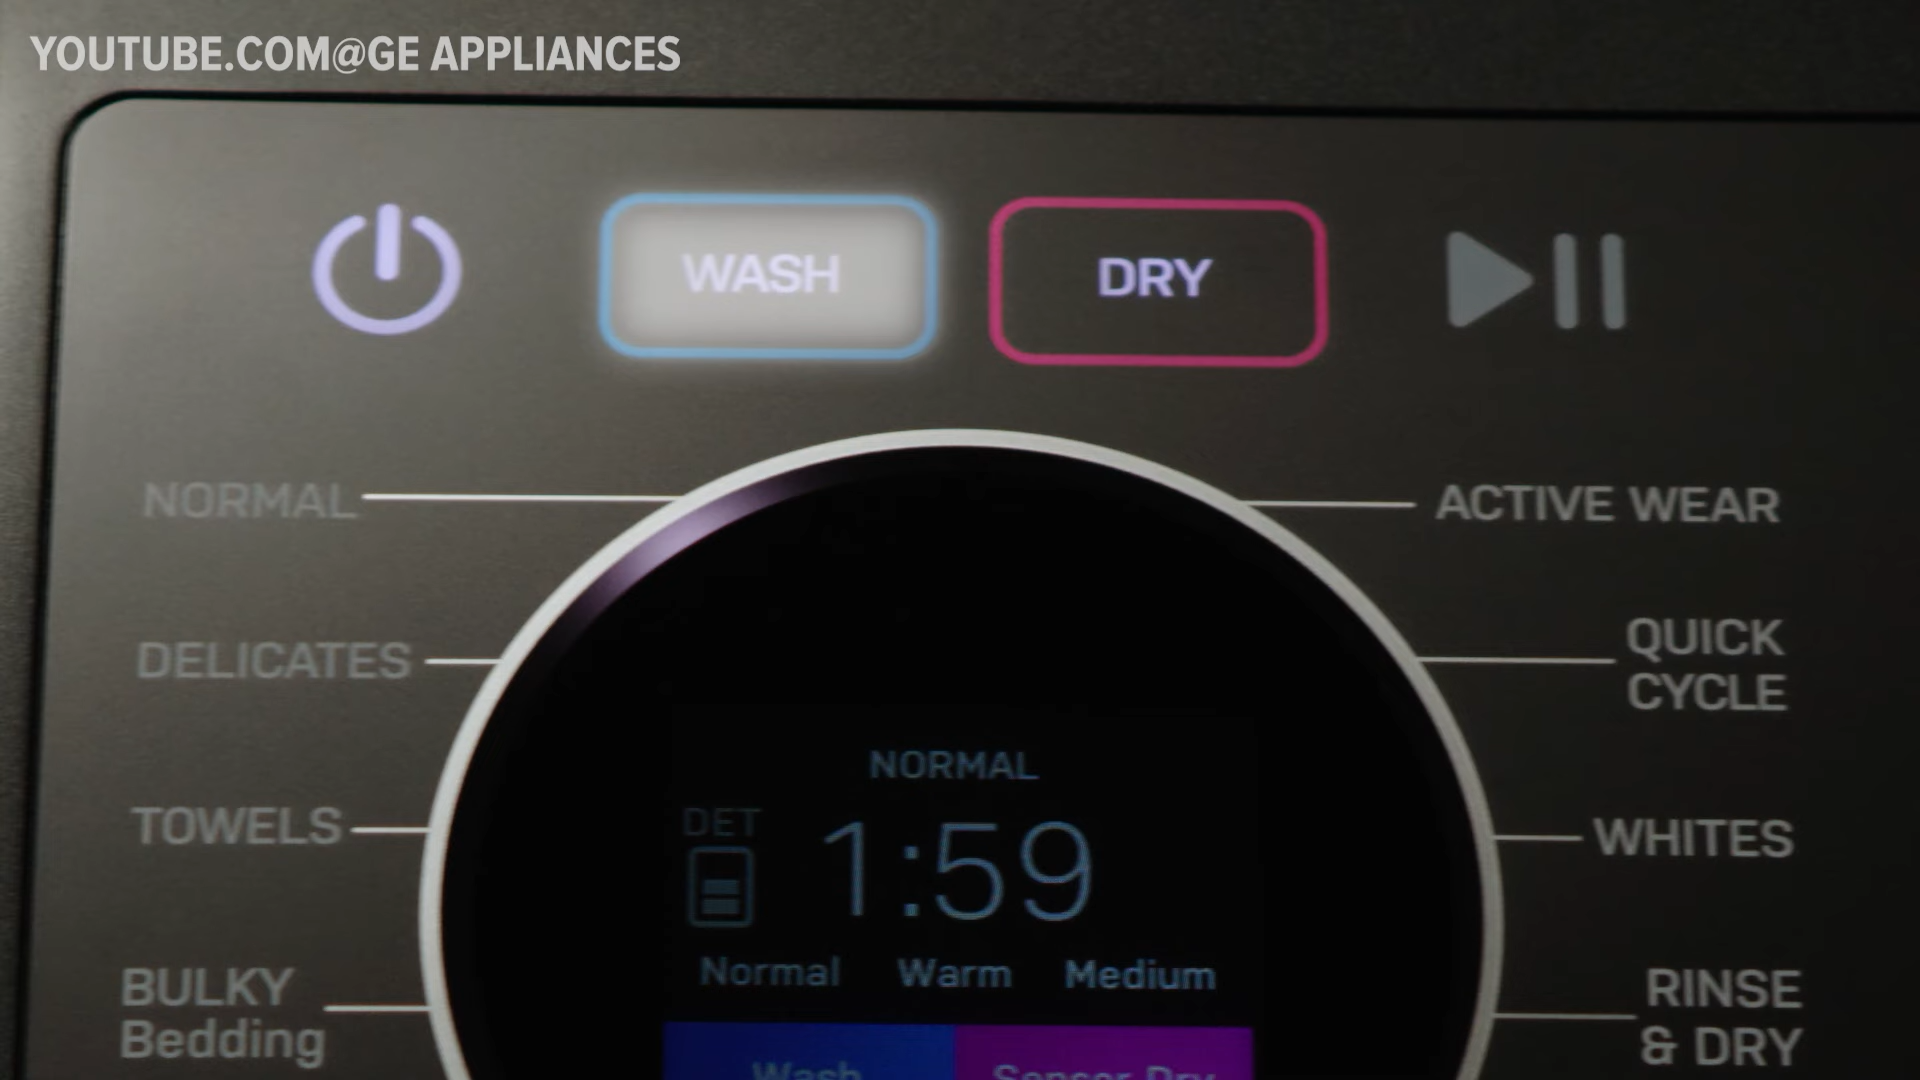 YOUTUBE.COM@GE APPLIANCES
WASH
DRY
NORMAL
ACTIVE WEAR
DELICATES
QUICK
CYCLE
TOWELS
WHITES
BULKY
Bedding
RINSE
& DRY
NORMAL
DET
1:59
Normal Warm Medium
Wash
Sensor Dry